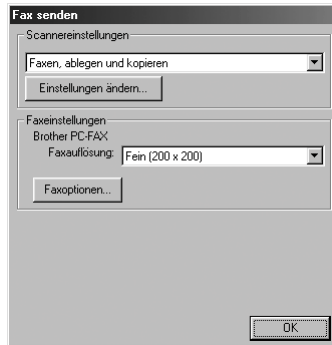 Fax senden
Scannereinstellungen
Faxen, ablegen und kopieren
Einstellungen ändern...
Faxeinstellungen
Brother PC-FAX
Faxauflösung: Fein (200 x 200)
Faxoptionen...
OK